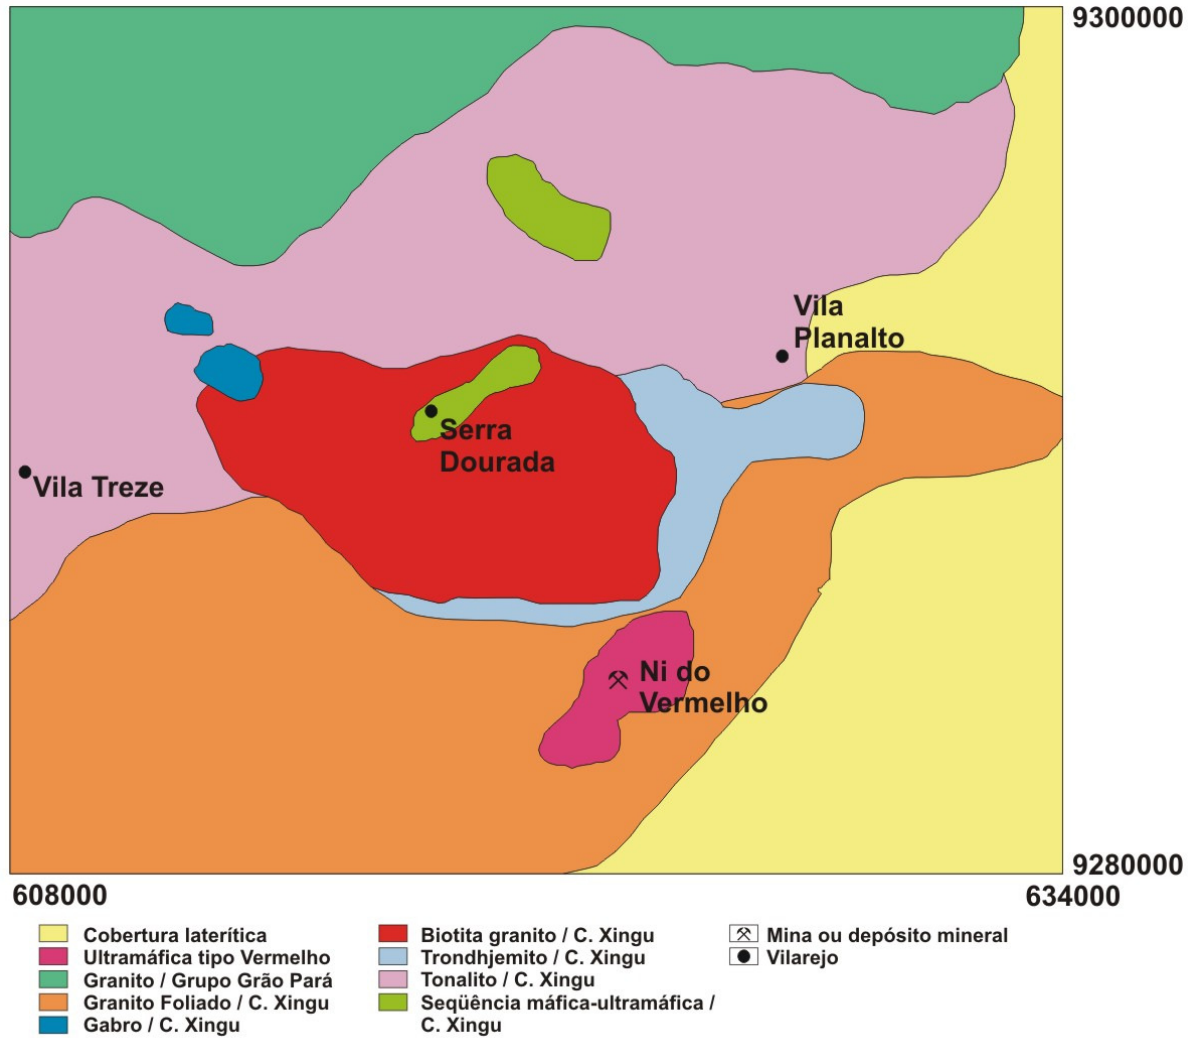 9300000
Vila
Planalto
Serra
Dourada
Vila Treze
Ni do
Vermelho
9280000
608000
634000
Cobertura laterítica
Ultramáfica tipo Vermelho
Granito / Grupo Grão Pará
Granito Foliado / C. Xingu
Gabro / C. Xingu
Biotita granito / C. Xingu
Trondhjemito / C. Xingu
Tonalito / C. Xingu
Seqüência máfica-ultramáfica /
C. Xingu
Mina ou depósito mineral
Vilarejo